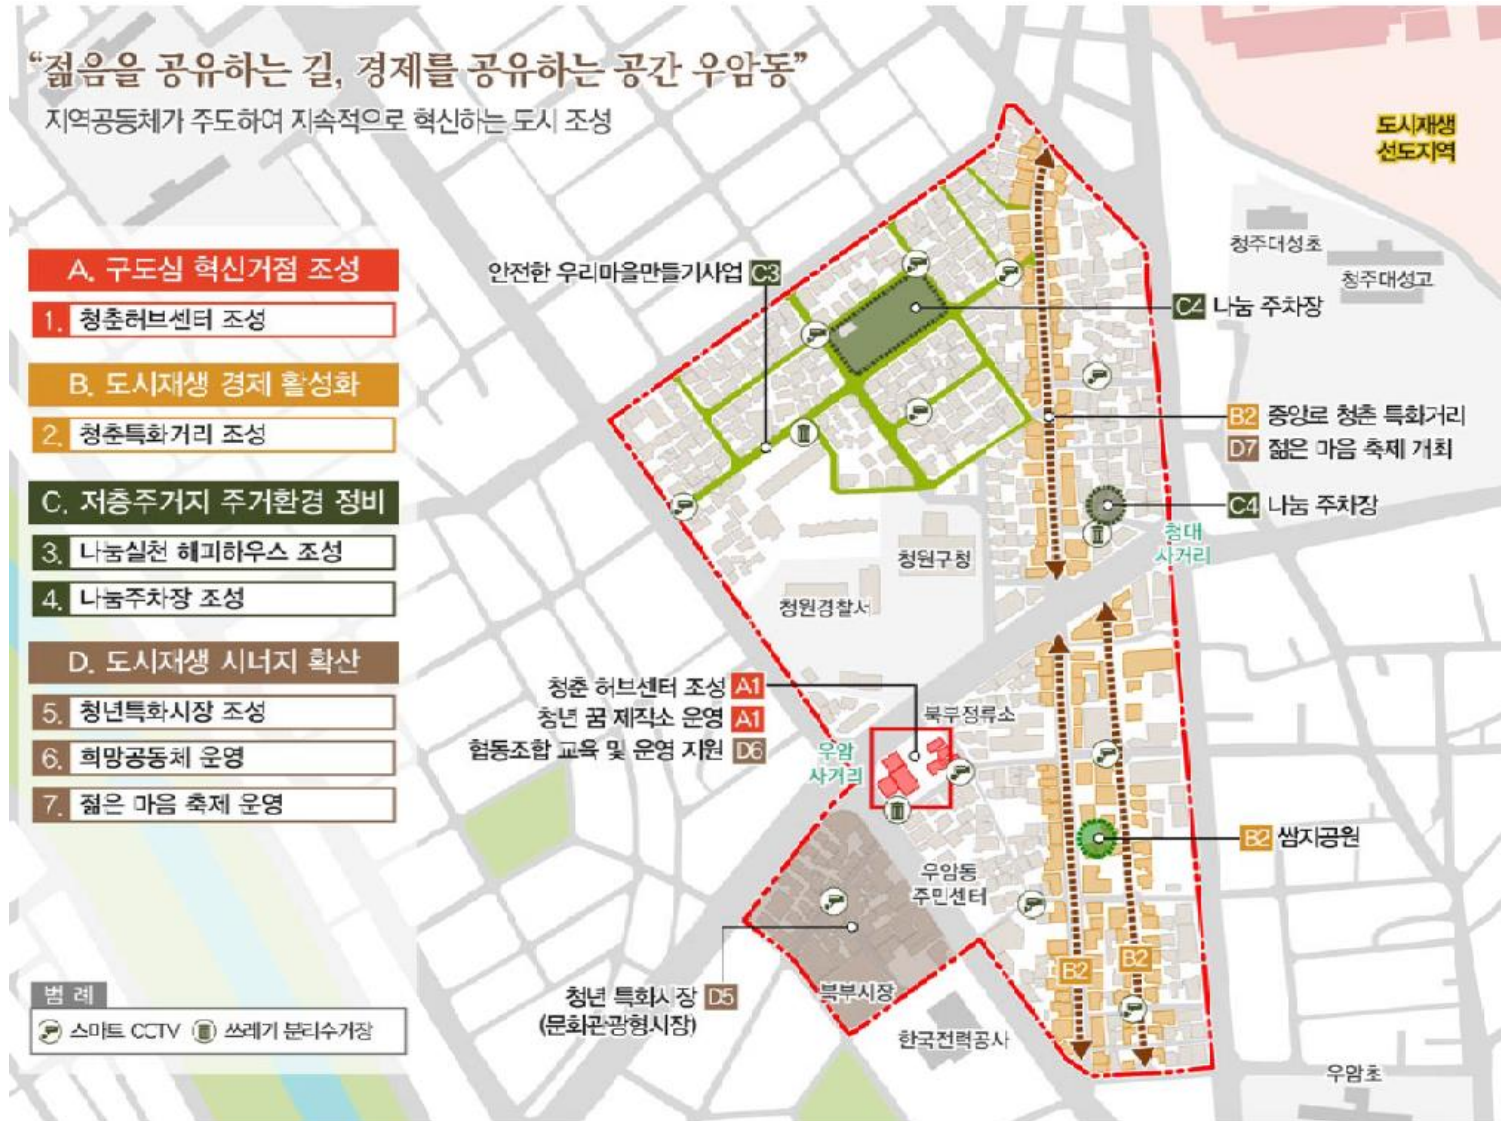 “젊음을 공유하는 길, 경제를 공유하는 공간 우암동”
지역공동체가 주도하여 지속적으로 혁신하는 도시 조성
A. 구도심 혁신거점 조성
1. 청춘허브센터 조성
B. 도시재생 경제 활성화
2. 청춘특화거리 조성
C. 저층주거지 주거환경 정비
3. 나눔실천 해피하우스 조성
4. 나눔주차장 조성
D. 도시재생 시너지 확산
5. 청년특화시장 조성
6. 희망공동체 운영
7. 젊은 마음 축제 운영
범 례
스마트 CCTV 쓰레기 분리수거장
도시재생
선도지역
청주대성초
청주대성고
안전한 우리마을만들기사업 C3
C4 나눔 주차장
B2 중앙로 청춘 특화거리
D7 젊은 마음 축제 개최
C4 나눔 주차장
청대
사거리
청원구청
청원경찰서
청춘 허브센터 조성 A1
청년 꿈 제작소 운영 A1
협동조합 교육 및 운영 지원 D6
북부정류소
우암
사거리
B2 쌈지공원
우암동
주민센터
B2
B2
청년 특화시장 D5
(문화관광형시장)
북부시장
한국전력공사
우암초